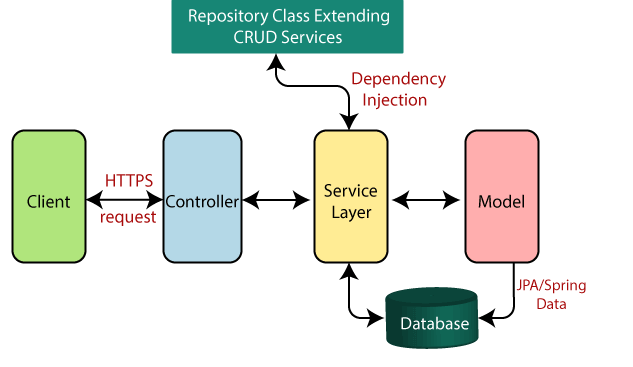 Repository Class Extending
CRUD Services
Dependency
Injection
Client
HTTPS
request
Controller
Service
Layer
Model
JPA/Spring
Data
Database